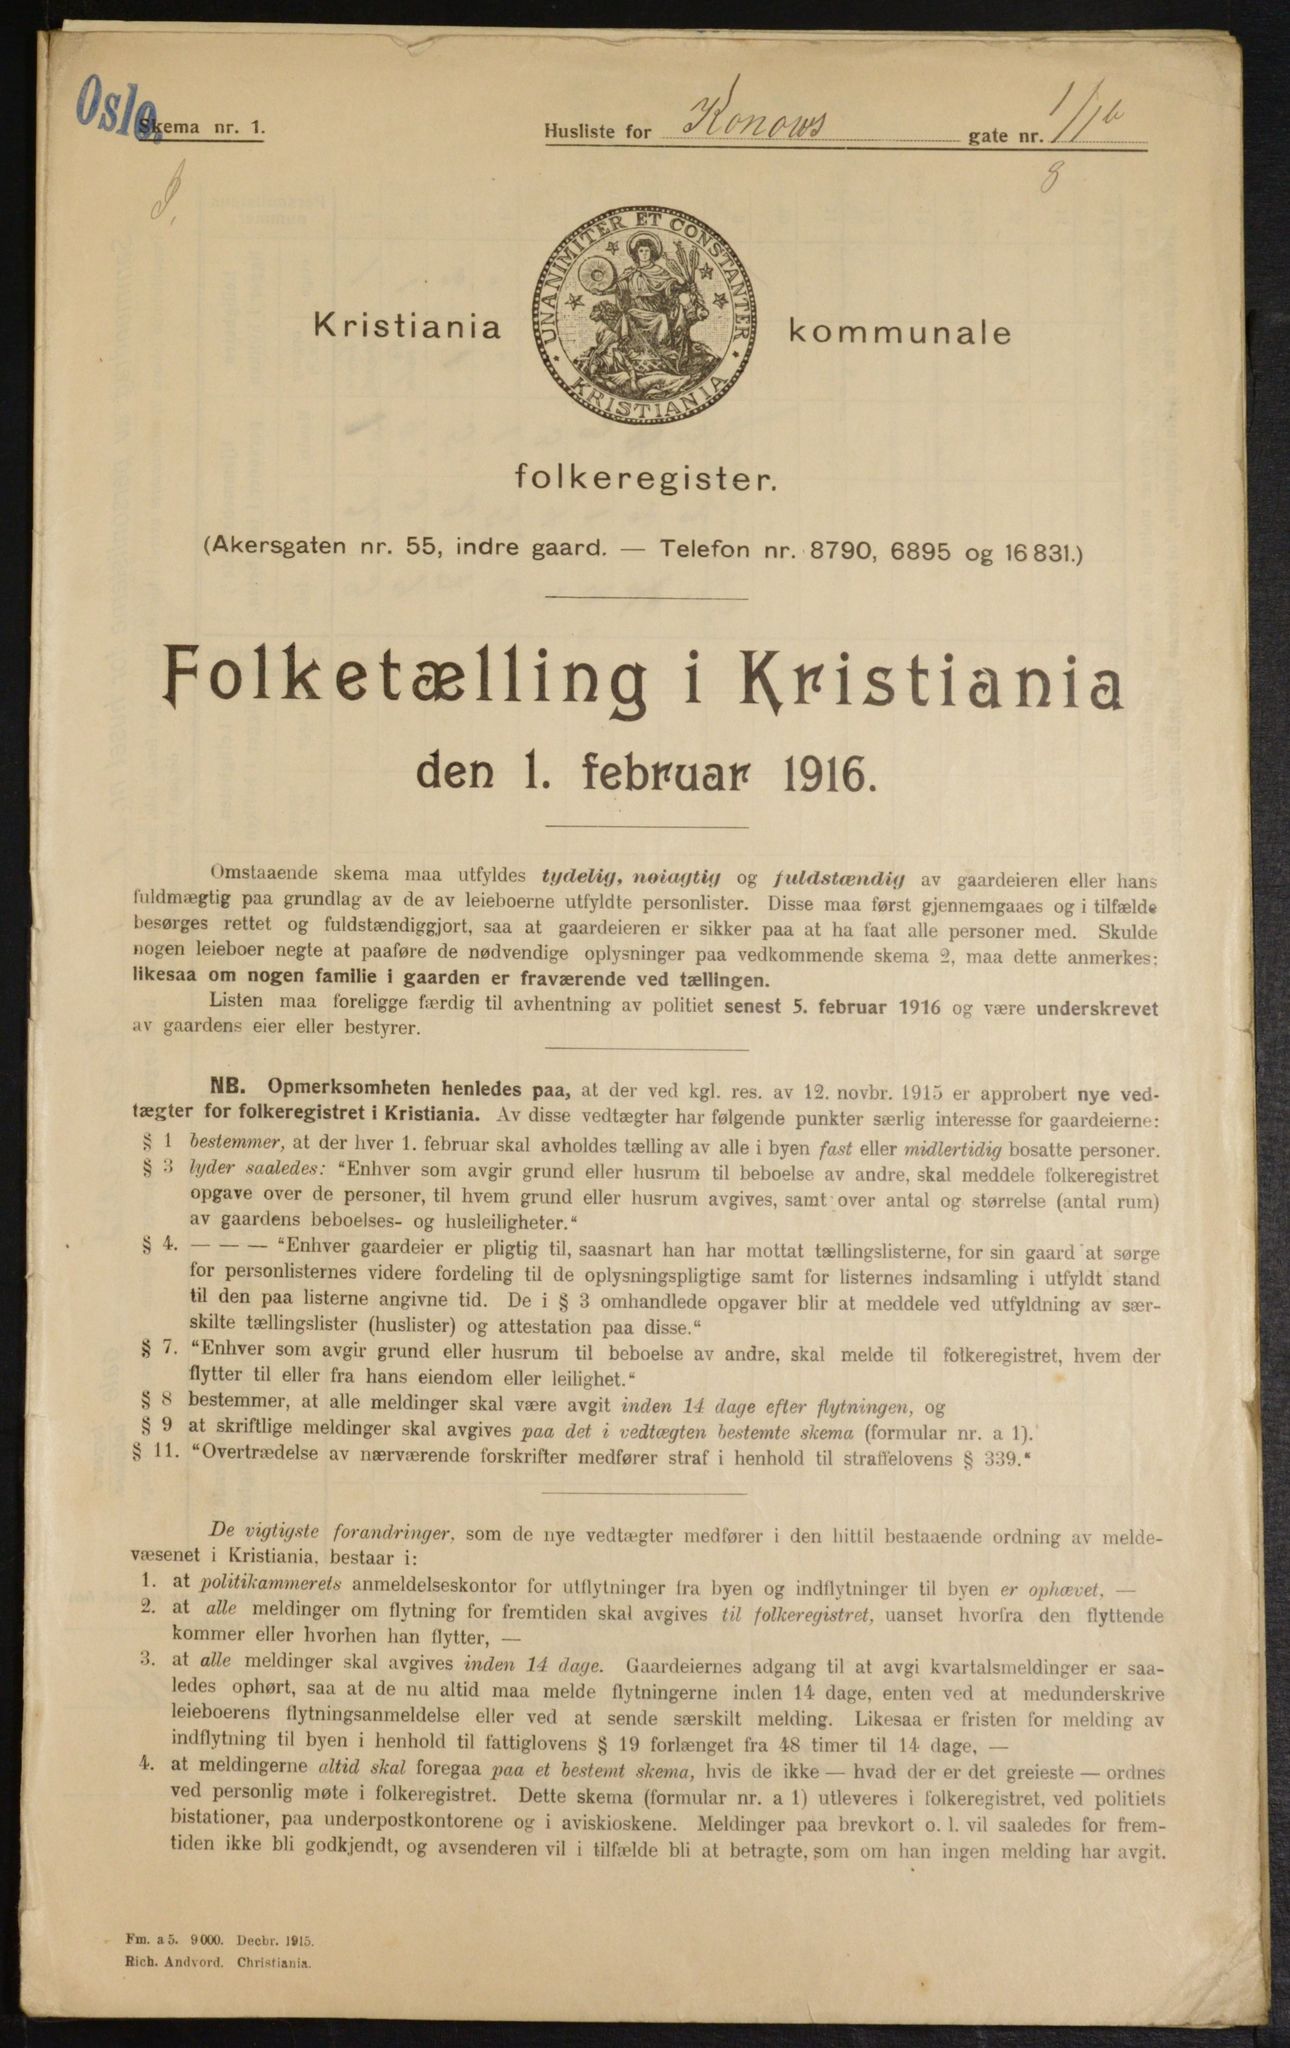 Oslo.
Skema nr. 1.
Husliste for Konows gate nr.
8
UNANIMITER ET CONSTANTER
KRISTIANIA
Kristiania kommunale
folkeregister.
(Akersgaten nr. 55, indre gaard. — Telefon nr. 8790, 6895 og 16 831.)
Folketælling i Kristiania
den 1. februar 1916.
Omstaaende skema maa utfyldes tydelig, nøiagtig og fuldstændig av gaardeieren eller hans
fuldmægtig paa grundlag av de av leieboerne utfyldte personlister. Disse maa først gjennemgaaes og i tilfælde
besørges rettet og fuldstændiggjort, saa at gaardeieren er sikker paa at ha faat alle personer med. Skulde
nogen leieboer negte at paaføre de nødvendige oplysninger paa vedkommende skema 2, maa dette anmerkes;
likesaa om nogen familie i gaarden er fraværende ved tællingen.
Listen maa foreligge færdig til avhentning av politiet senest 5. februar 1916 og være underskrevet
av gaardens eier eller bestyrer.
NB. Opmerksomheten henledes paa, at der ved kgl. res. av 12. novbr. 1915 er approbert nye ved-
tægter for folkeregistret i Kristiania. Av disse vedtægter har følgende punkter særlig interesse for gaardeierne:
§ 1 bestemmer, at der hver 1. februar skal avholdes tælling av alle i byen fast eller midlertidig bosatte personer.
§ 3 lyder saaledes: "Enhver som avgir grund eller husrum til beboelse av andre, skal meddele folkeregistret
opgave over de personer, til hvem grund eller husrum avgives, samt over antal og størrelse (antal rum)
av gaardens beboelses- og husleiligheter."
§ 4. — — — "Enhver gaardeier er pligtig til, saasnart han har mottat tællingslisterne, for sin gaard at sørge
for personlisternes videre fordeling til de oplysningspligtige samt for listernes indsamling i utfyldt stand
til den paa listerne angivne tid. De i § 3 omhandlede opgaver blir at meddele ved utfyldning av sær-
skilte tællingslister (huslister) og attestation paa disse."
§ 7. "Enhver som avgir grund eller husrum til beboelse av andre, skal melde til folkeregistret, hvem der
flytter til eller fra hans eiendom eller leilighet."
§ 8 bestemmer, at alle meldinger skal være avgit inden 14 dage efter flytningen, og
§ 9 at skriftlige meldinger skal avgives paa det i vedtægten bestemte skema (formular nr. a 1).
§ 11. "Overtrædelse av nærværende forskrifter medfører straf i henhold til straffelovens § 339."
De vigtigste forandringer, som de nye vedtægter medfører i den hittil bestaaende ordning av melde-
væsenet i Kristiania, bestaar i:
1. at politikammerets anmeldelseskontor for utflytninger fra byen og indflytninger til byen er ophævet, —
2. at alle meldinger om flytning for fremtiden skal avgives til folkeregistret, uanset hvorfra den flyttende
kommer eller hvorhen han flytter, —
3. at alle meldinger skal avgives inden 14 dage. Gaardeiernes adgang til at avgi kvartalsmeldinger er saa-
ledes ophørt, saa at de nu altid maa melde flytningerne inden 14 dage, enten ved at medunderskrive
leieboerens flytningsanmeldelse eller ved at sende særskilt melding. Likesaa er fristen for melding av
indflytning til byen i henhold til fattiglovens § 19 forlænget fra 48 timer til 14 dage, —
4. at meldingerne altid skal foregaa paa et bestemt skema, hvis de ikke — hvad der er det greieste — ordnes
ved personlig møte i folkeregistret. Dette skema (formular nr. a 1) utleveres i folkeregistret, ved politiets
bistationer, paa underpostkontorene og i aviskioskene. Meldinger paa brevkort o. l. vil saaledes for frem-
tiden ikke bli godkjendt, og avsenderen vil i tilfælde bli at betragte, som om han ingen melding har avgit.
Fm. a 5. 9 000. Decbr. 1915.
Rich. Andvord. Christiania.